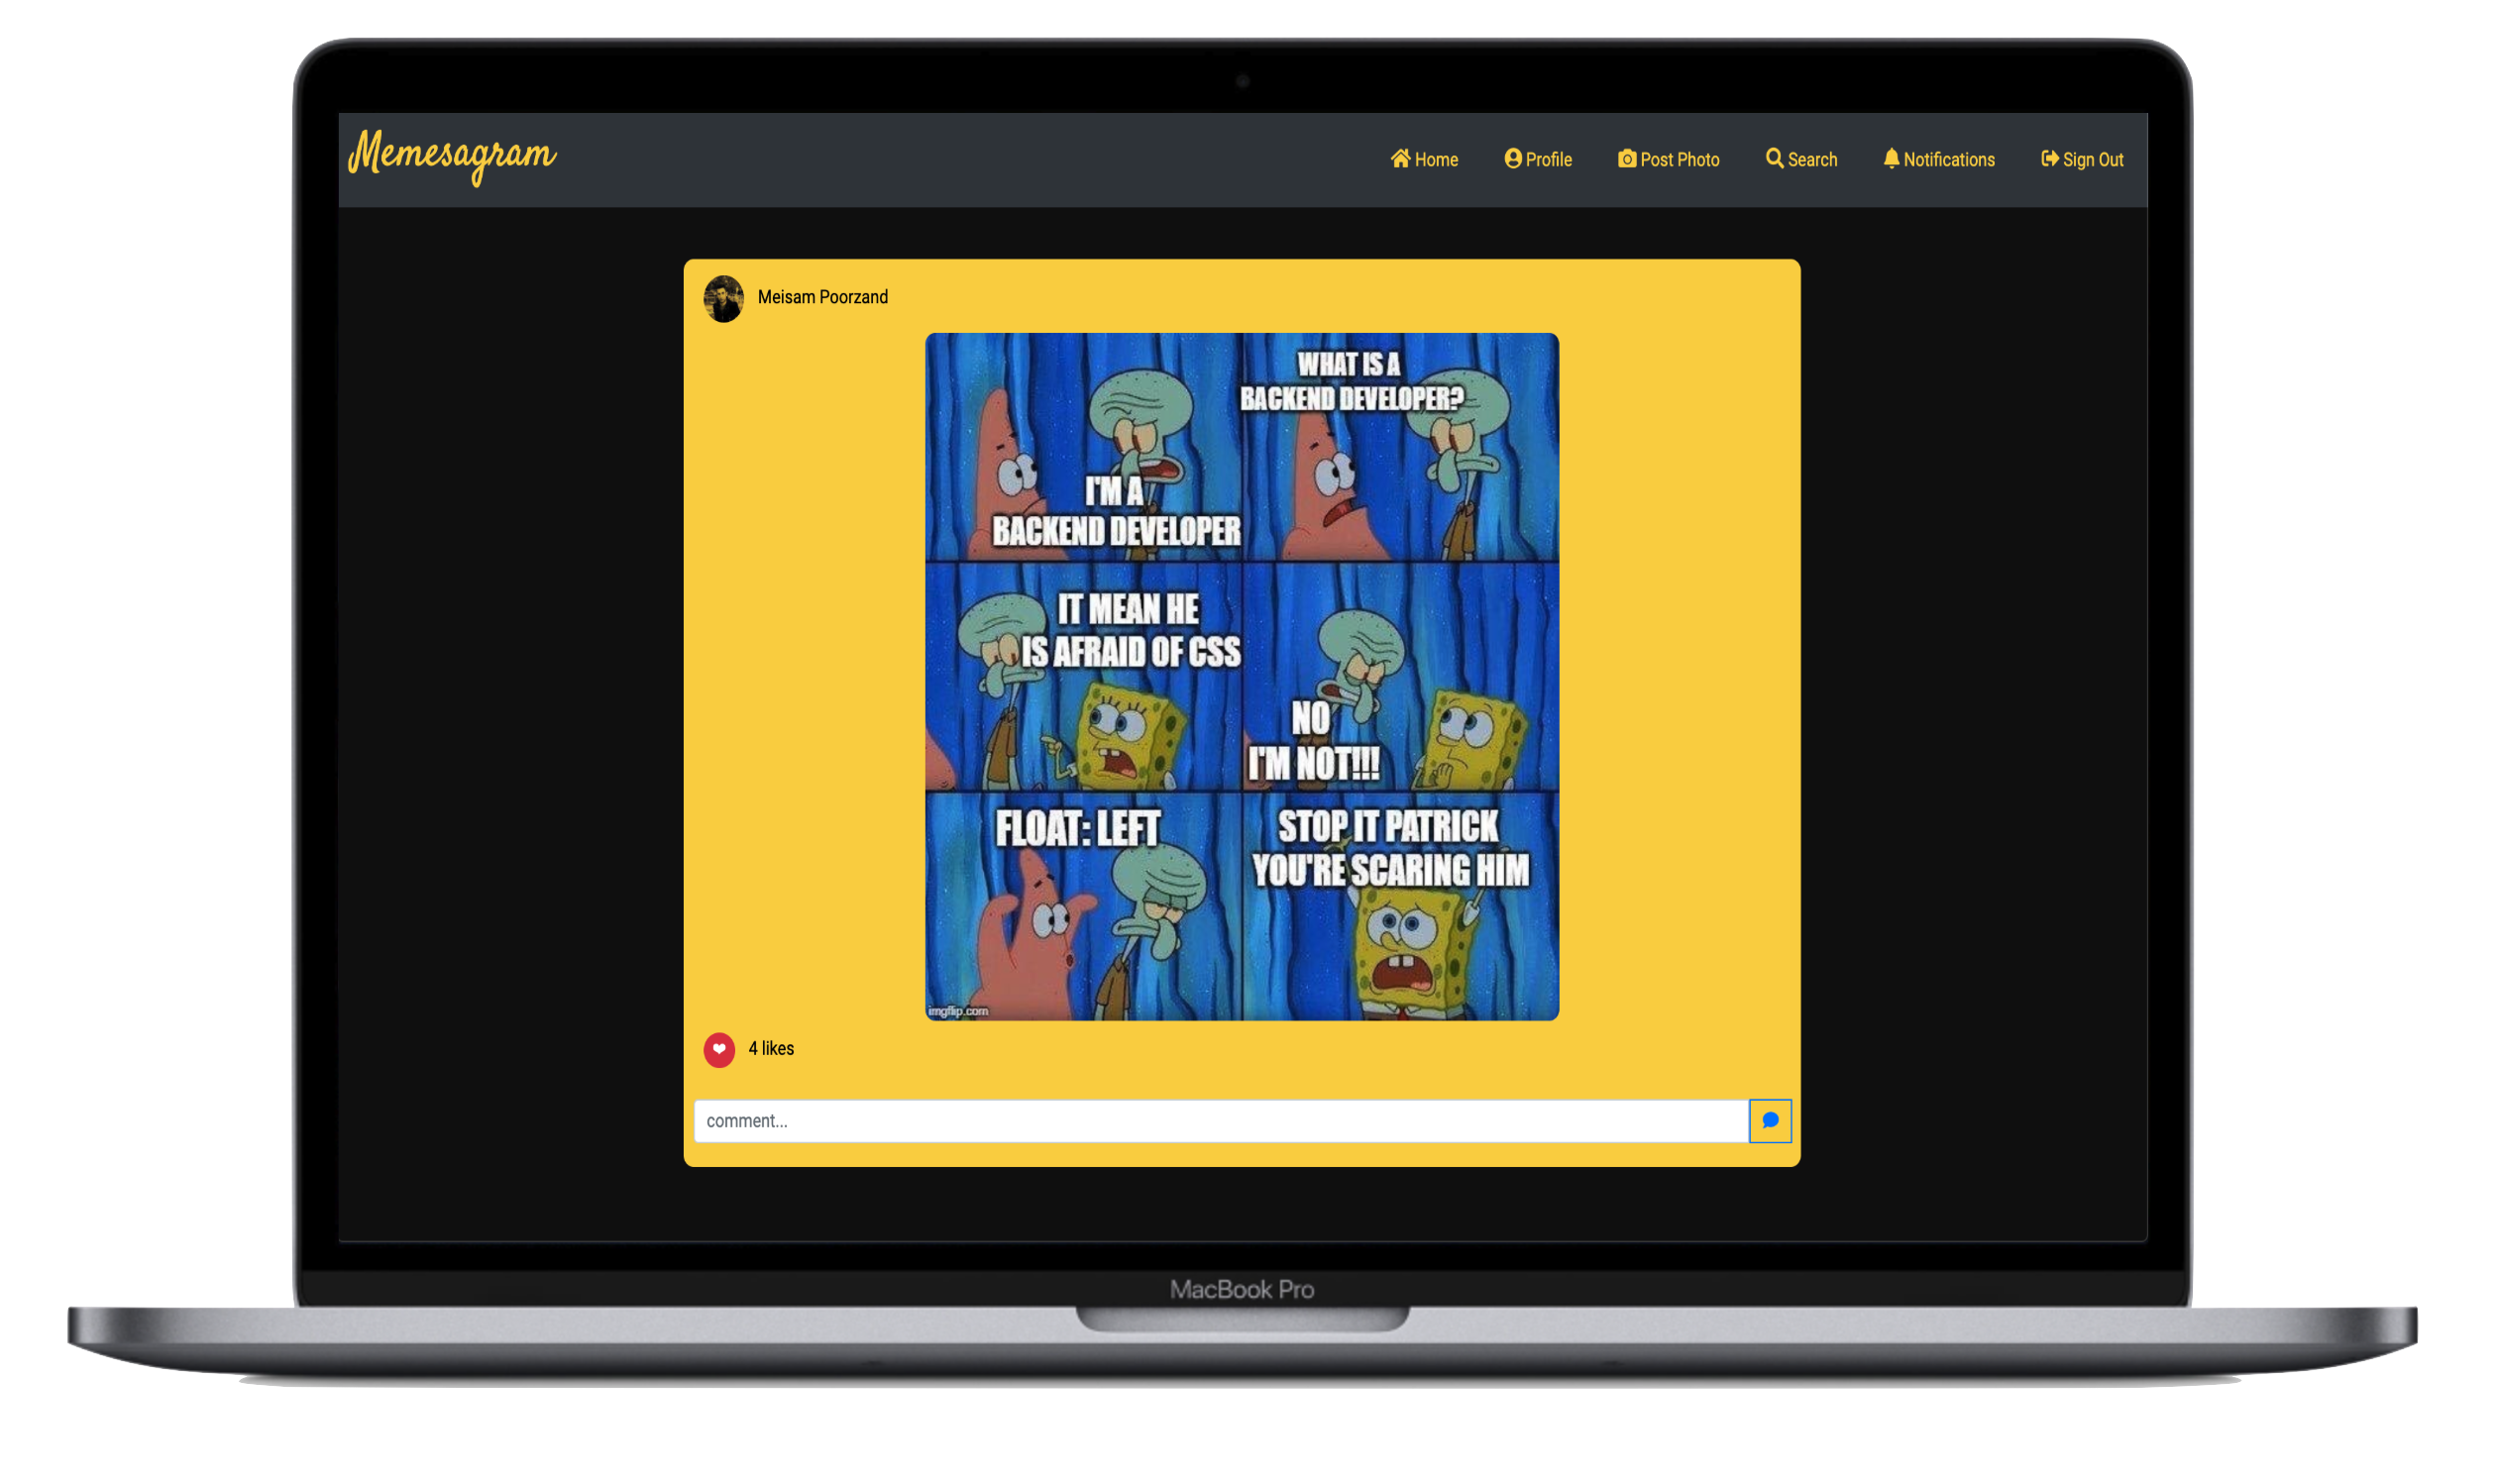 Memesagram
Home Profile Post Photo Search Notifications Sign Out
Meisam Poorzand
I'M A
BACKEND DEVELOPER
WHAT IS A
BACKEND DEVELOPER?
IT MEAN HE
IS AFRAID OF CSS
NO
I'M NOT!!!
FLOAT: LEFT
STOP IT PATRICK
YOU'RE SCARING HIM
imgflip.com
4 likes
comment...
MacBook Pro